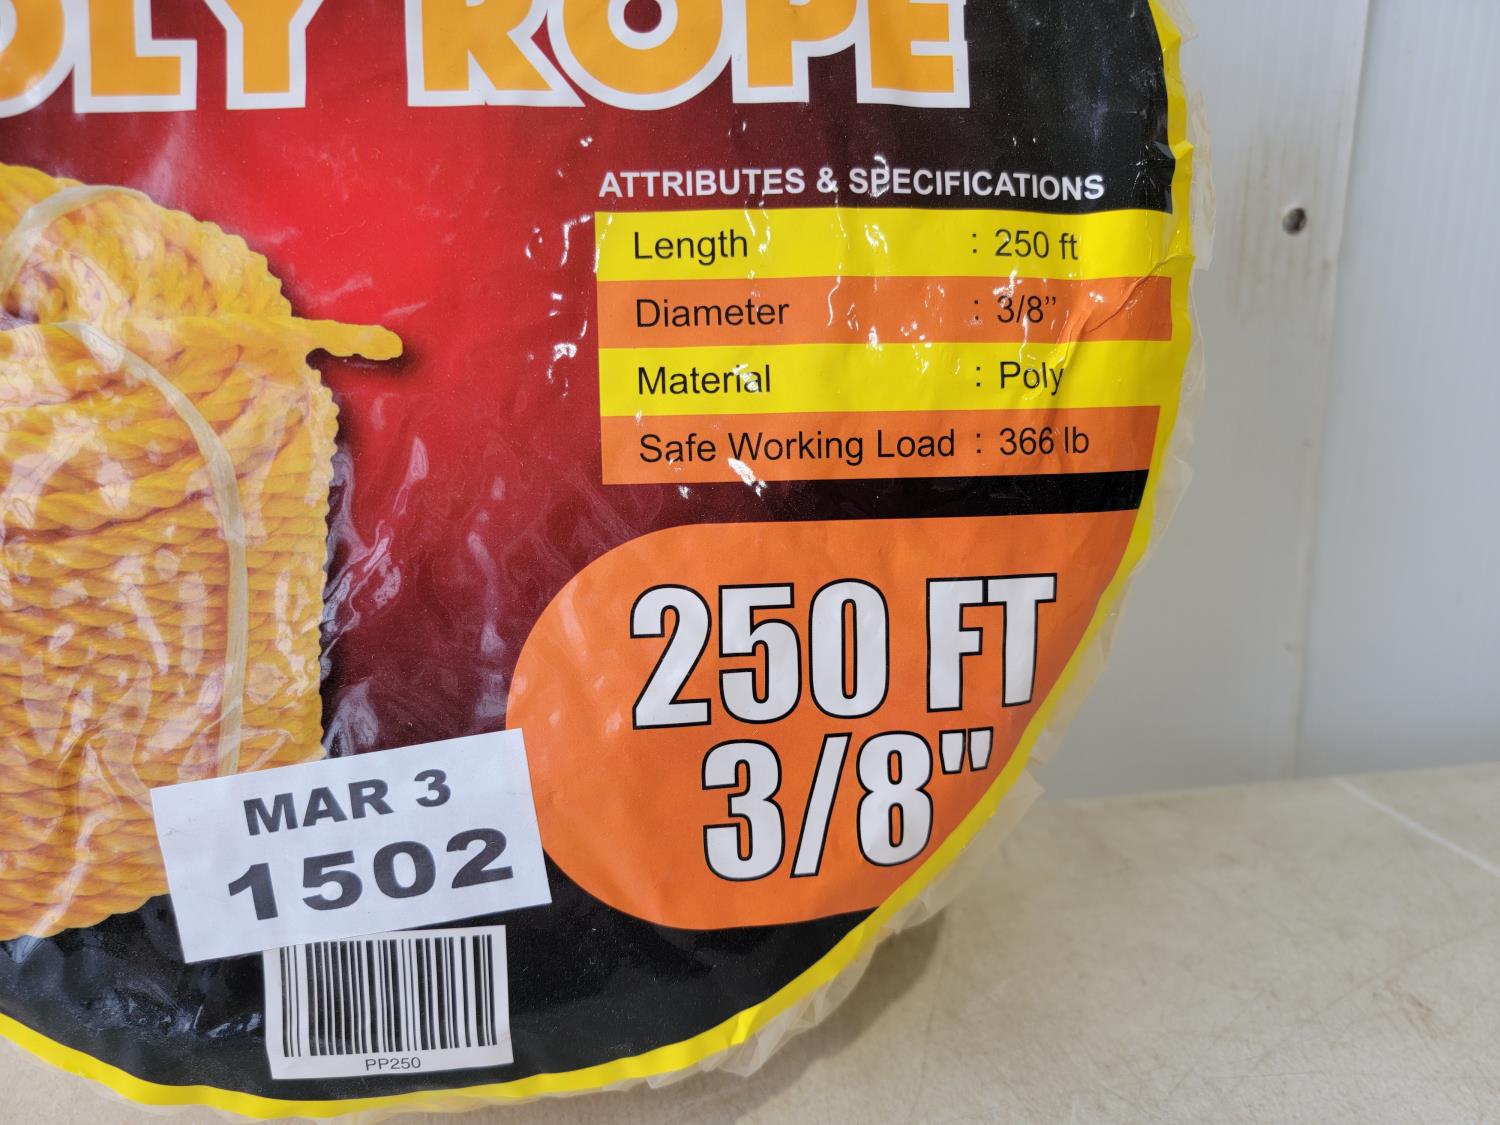 OLY ROPE
ATTRIBUTES & SPECIFICATIONS
Length : 250 ft
Diameter : 3/8”
Material : Poly
Safe Working Load : 366 lb
250 FT
3/8"
MAR 3
1502
PP250